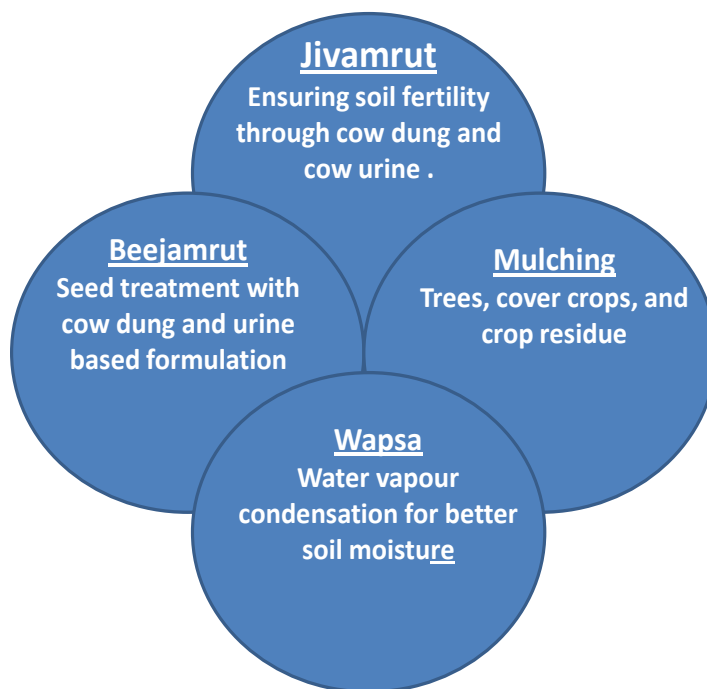 Jivamrut
Ensuring soil fertility
through cow dung and
cow urine .
Beejamrut
Seed treatment with
cow dung and urine
based formulation
Mulching
Trees, cover crops, and
crop residue
Wapsa
Water vapour
condensation for better
soil moisture